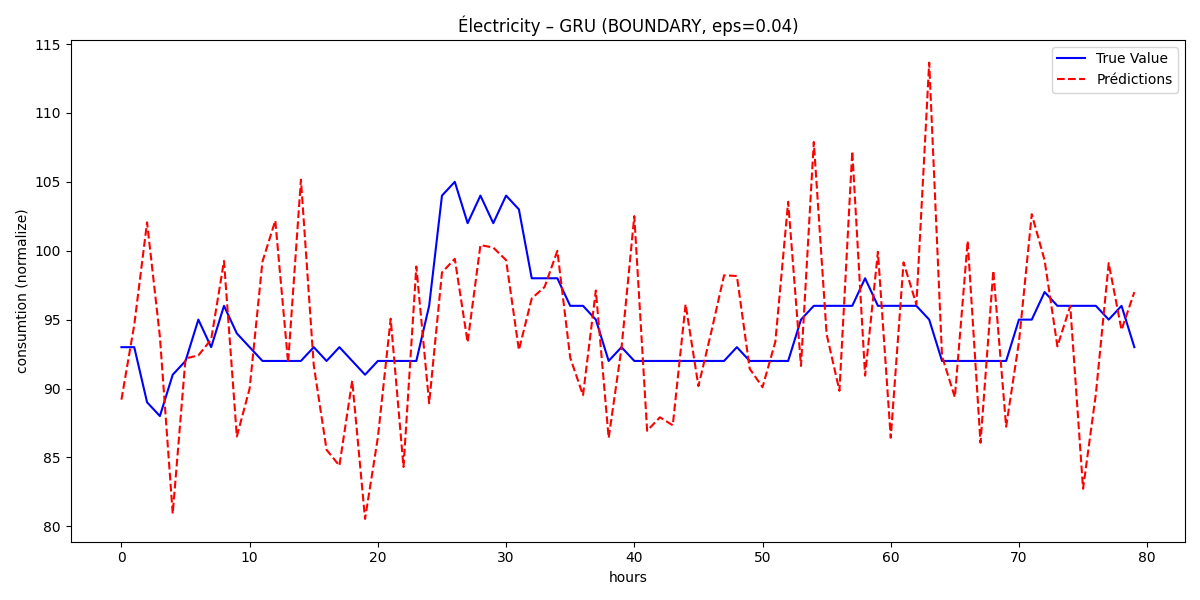 Électricity – GRU (BOUNDARY, eps=0.04)
True Value
Prédictions
consumtion (normalize)
115
110
105
100
95
90
85
80
0 10 20 30 40 50 60 70 80
hours